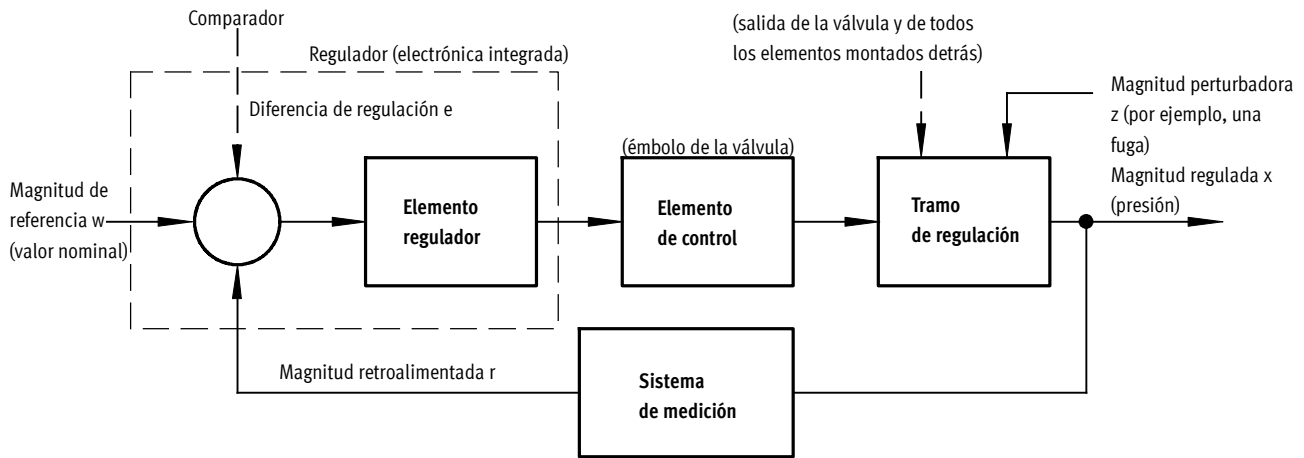 Comparador
Regulador (electrónica integrada)
Diferencia de regulación e
(salida de la válvula y de todos
los elementos montados detrás)
Magnitud perturbadora
z (por ejemplo, una
fuga)
Magnitud regulada x
(presión)
(émbolo de la válvula)
Magnitud de
referencia w
(valor nominal)
Elemento
regulador
Elemento
de control
Tramo
de regulación
Magnitud retroalimentada r
Sistema
de medición